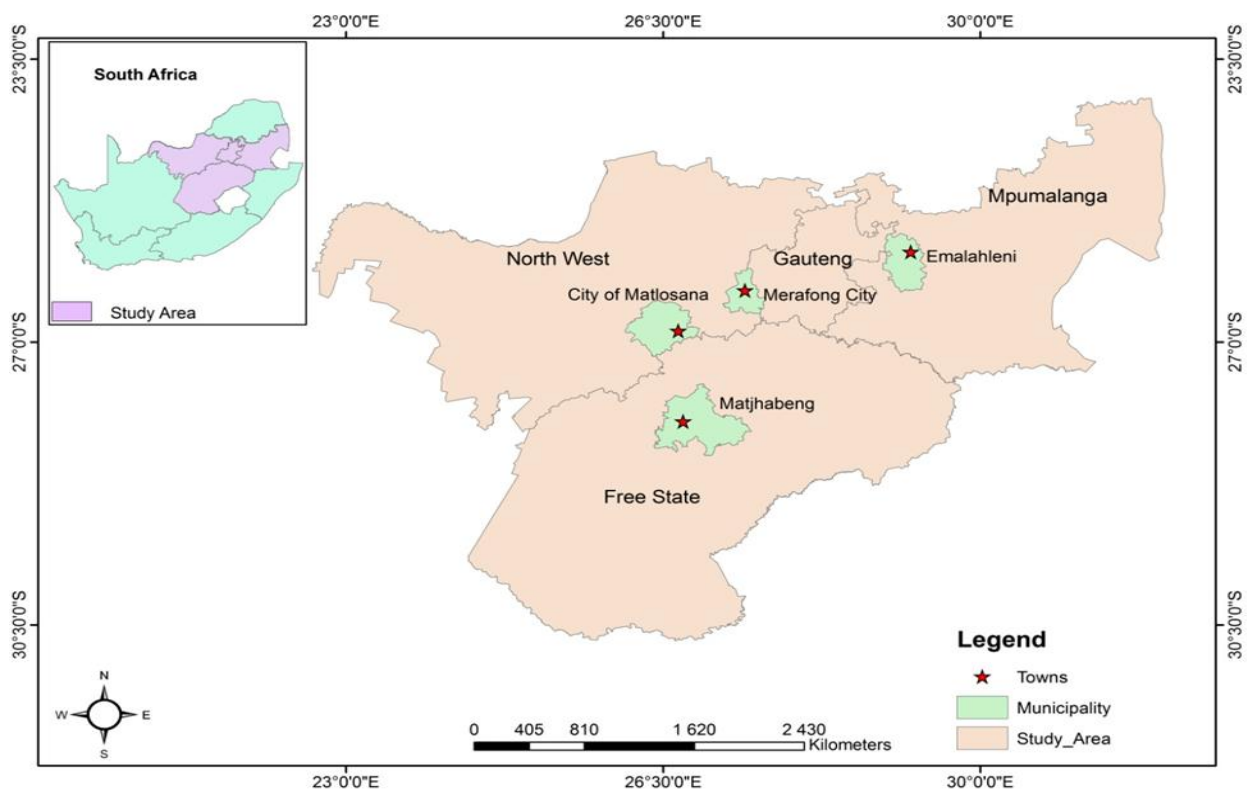 23°0'0"E 26°30'0"E 30°0'0"E
23°30'0"S 23°30'0"S
South Africa
Study Area
Mpumalanga
North West
Gauteng
Emalahleni
City of Matlosana
Merafong City
27°0'0"S 27°0'0"S
Matjhabeng
Free State
30°30'0"S 30°30'0"S
Legend
Towns
Municipality
Study_Area
N
W E
S
0 405 810 1 620 2 430
Kilometers
23°0'0"E 26°30'0"E 30°0'0"E